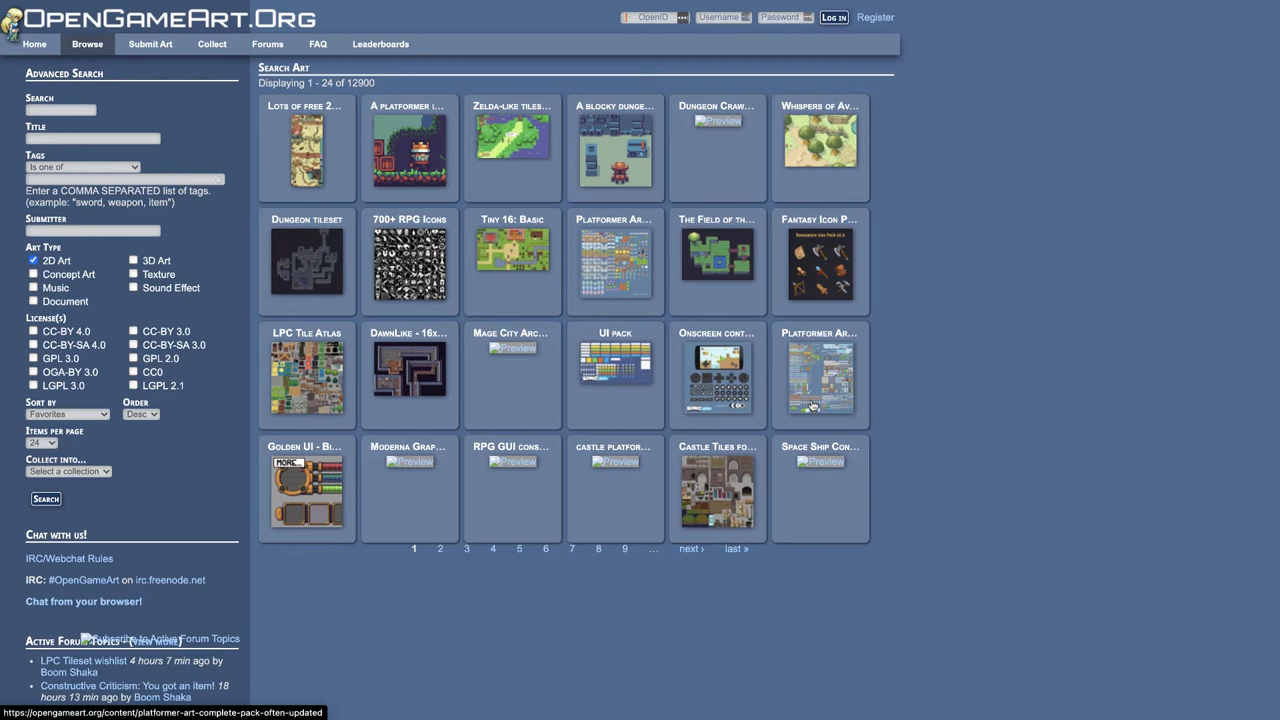 OpenGameArt.Org
OpenID
Username
Password
Log in
Register
Home
Browse
Submit Art
Collect
Forums
FAQ
Leaderboards
Advanced Search
Search
Title
Tags
Is one of
Enter a COMMA SEPARATED list of tags.
(example: "sword, weapon, item")
Submitter
Art Type
2D Art
3D Art
Concept Art
Texture
Music
Sound Effect
Document
License(s)
CC-BY 4.0
CC-BY 3.0
CC-BY-SA 4.0
CC-BY-SA 3.0
GPL 3.0
GPL 2.0
OGA-BY 3.0
CC0
LGPL 3.0
LGPL 2.1
Sort by
Order
Favorites
Desc
Items per page
24
Collect into...
Select a collection
Search
Chat with us!
IRC/Webchat Rules
IRC: #OpenGameArt on irc.freenode.net
Chat from your browser!
Active Forum Topics - (view more)
Subscribe to Active Forum Topics
LPC Tileset wishlist 4 hours 7 min ago by
Boom Shaka
Constructive Criticism: You got an item! 18
hours 13 min ago by Boom Shaka
Search Art
Displaying 1 - 24 of 12900
Lots of free 2...
A platformer ...
Zelda-like tiles...
A blocky dunge...
Dungeon Craw...
Whispers of Av...
Preview
Dungeon tileset
700+ RPG Icons
Tiny 16: Basic
Platformer Ar...
The Field of th...
Fantasy Icon P...
LPC Tile Atlas
DawnLike - 16x...
Mage City Arc...
UI pack
Onscreen cont...
Platformer Ar...
Preview
Golden UI - Bi...
Moderna Grap...
RPG GUI cons...
castle platfor...
Castle Tiles fo...
Space Ship Con...
MORE...
Preview
Preview
Preview
Preview
1 2 3 4 5 6 7 8 9 … next › last »
https://opengameart.org/content/platformer-art-complete-pack-often-updated